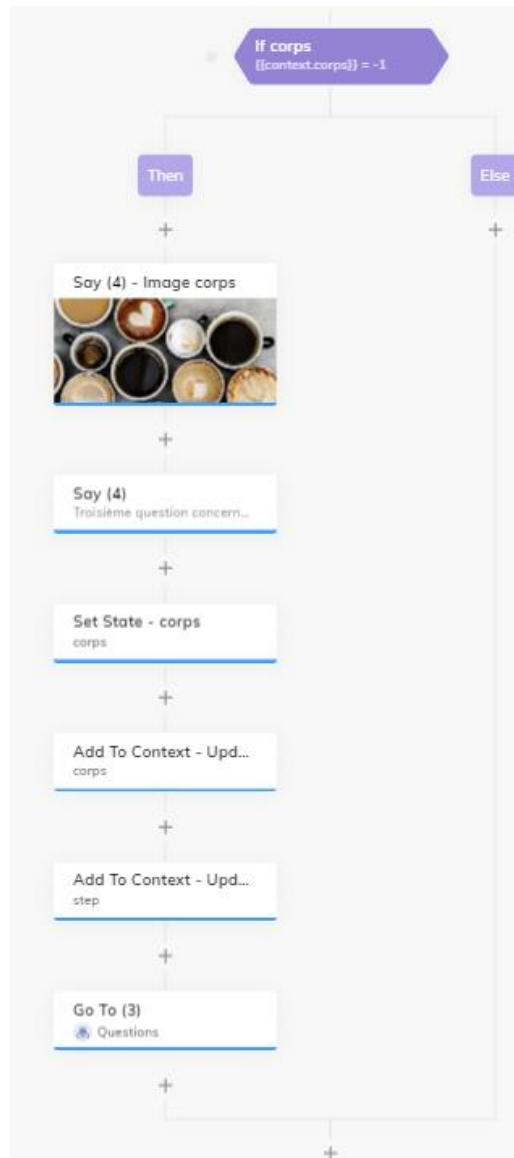 If corps
{{context.corps}} = -1
Then
Else
Say (4) - Image corps
Say (4)
Troisième question concern...
Set State - corps
corps
Add To Context - Upd...
corps
Add To Context - Upd...
step
Go To (3)
Questions